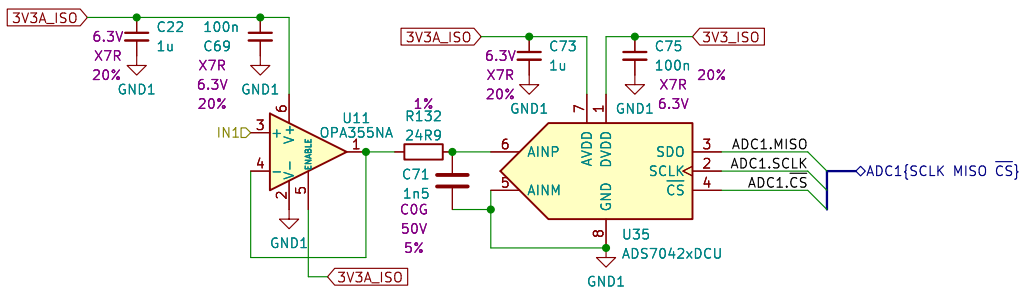 3V3A_ISO
6.3V
X7R
20%
C22
1u
GND1
100n
C69
X7R
6.3V
20%
GND1
IN1
3
4
6
2
5
1
+
-
V+
V-
ENABLE
U11
OPA355NA
GND1
3V3A_ISO
1%
R132
24R9
C71
1n5
C0G
50V
5%
3V3A_ISO
6.3V
X7R
20%
C73
1u
GND1
3V3_ISO
C75
100n
X7R
20%
6.3V
GND1
7
1
6
5
8
3
2
4
AINP
AINM
AVDD
DVDD
GND
SDO
SCLK
C̅S̅
U35
ADS7042xDCU
GND1
ADC1.MISO
ADC1.SCLK
ADC1.C̅S̅
ADC1{SCLK MISO C̅S̅}